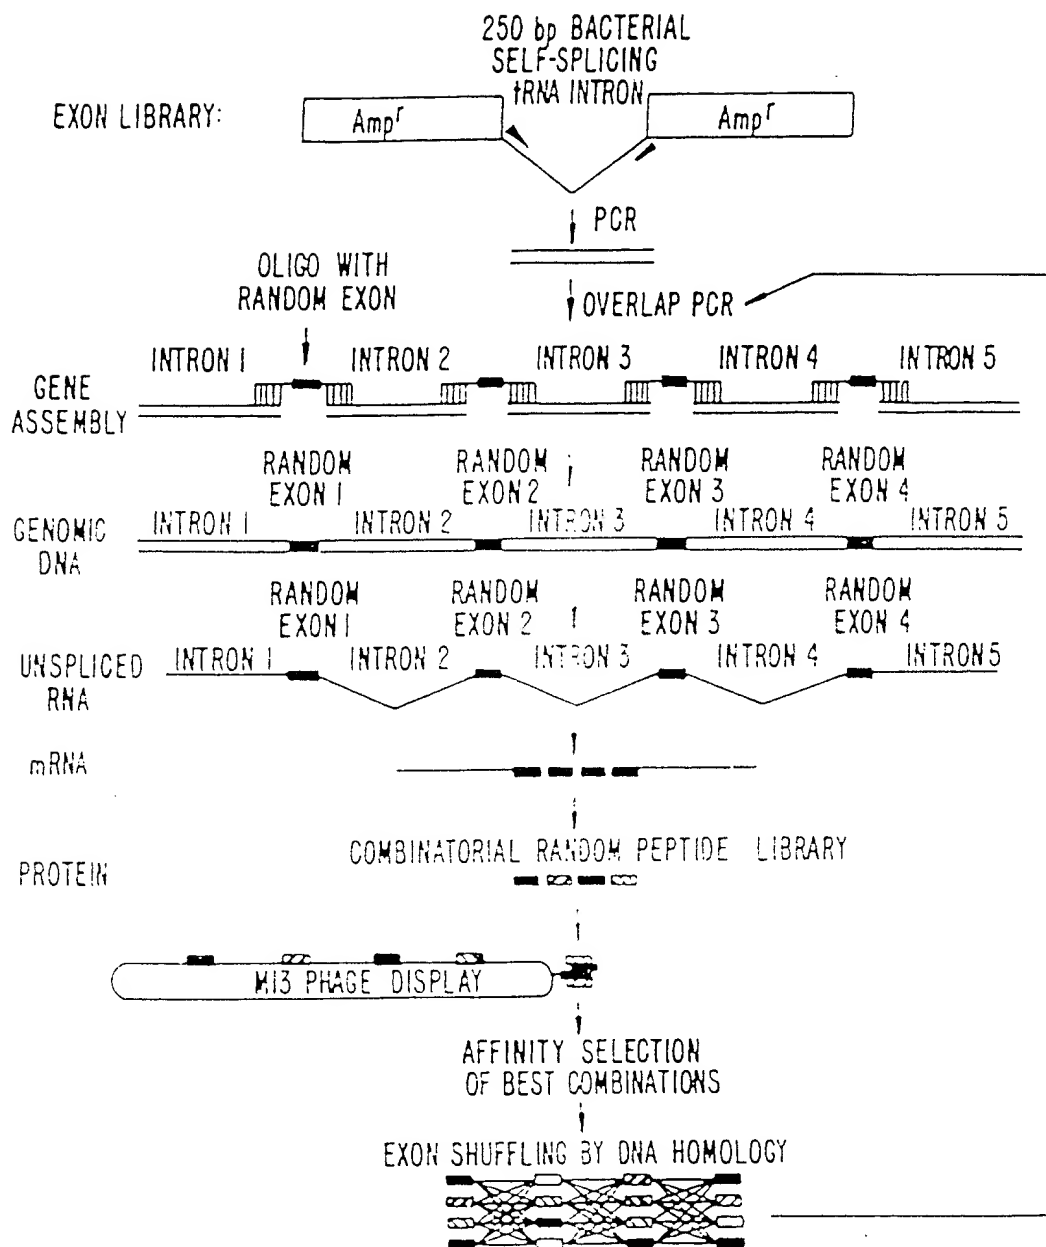 250 bp BACTERIAL
SELF-SPLICING
tRNA INTRON
EXON LIBRARY:
Ampr
Ampr
PCR
OLIGO WITH
RANDOM EXON
OVERLAP PCR
INTRON 1 INTRON 2 INTRON 3 INTRON 4 INTRON 5
GENE
ASSEMBLY
RANDOM EXON 1
RANDOM EXON 2
RANDOM EXON 3
RANDOM EXON 4
INTRON 1 INTRON 2 INTRON 3 INTRON 4 INTRON 5
GENOMIC
DNA
RANDOM EXON 1
RANDOM EXON 2
RANDOM EXON 3
RANDOM EXON 4
INTRON 1 INTRON 2 INTRON 3 INTRON 4 INTRON 5
UNSPLICED
RNA
mRNA
COMBINATORIAL RANDOM PEPTIDE LIBRARY
PROTEIN
M13 PHAGE DISPLAY
AFFINITY SELECTION
OF BEST COMBINATIONS
EXON SHUFFLING BY DNA HOMOLOGY